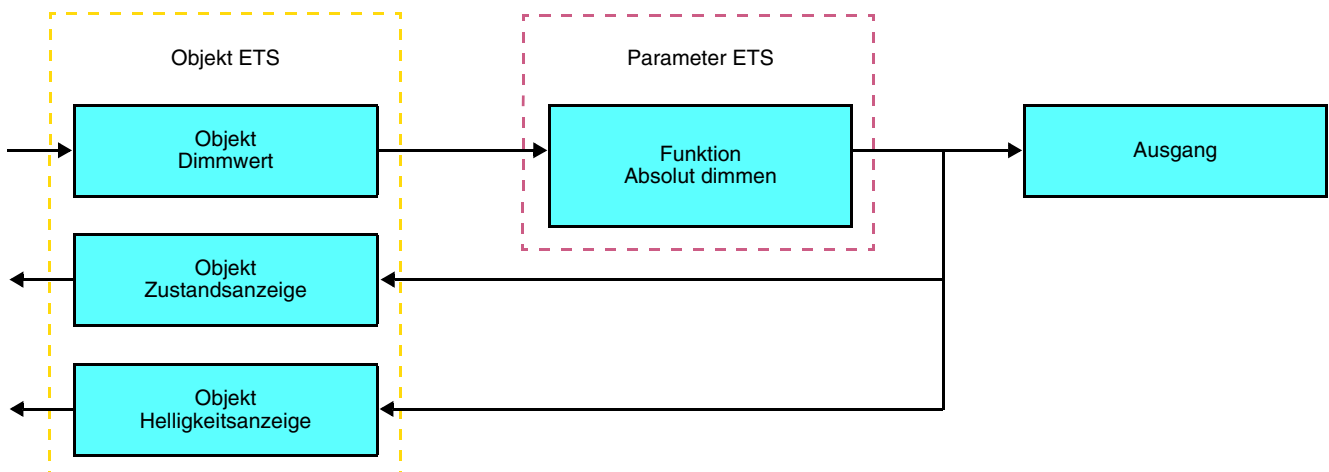 Objekt ETS
Parameter ETS
Objekt
Dimmwert
Funktion
Absolut dimmen
Ausgang
Objekt
Zustandsanzeige
Objekt
Helligkeitsanzeige